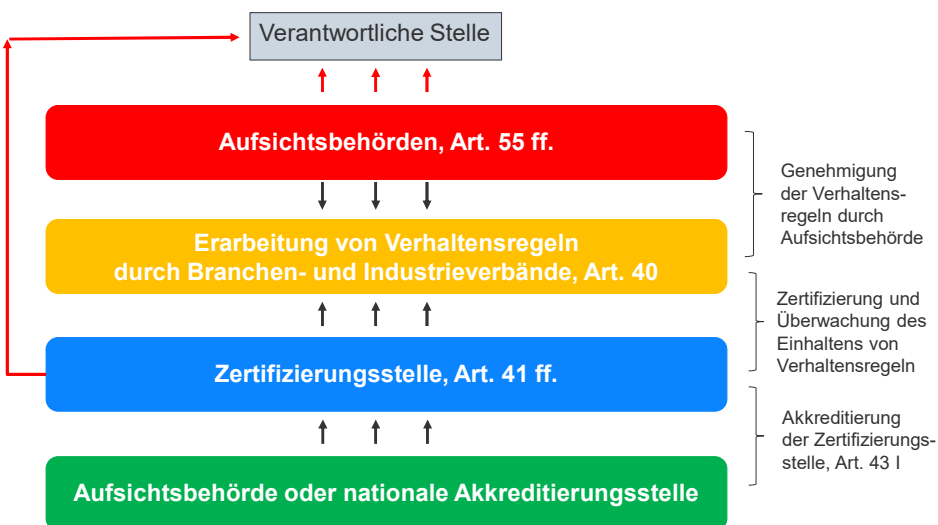 Verantwortliche Stelle
Aufsichtsbehörden, Art. 55 ff.
Genehmigung
der Verhaltens-
regeln durch
Aufsichtsbehörde
Erarbeitung von Verhaltensregeln
durch Branchen- und Industrieverbände, Art. 40
Zertifizierung und
Überwachung des
Einhaltens von
Verhaltensregeln
Zertifizierungsstelle, Art. 41 ff.
Akkreditierung
der Zertifizierungs-
stelle, Art. 43 I
Aufsichtsbehörde oder nationale Akkreditierungsstelle